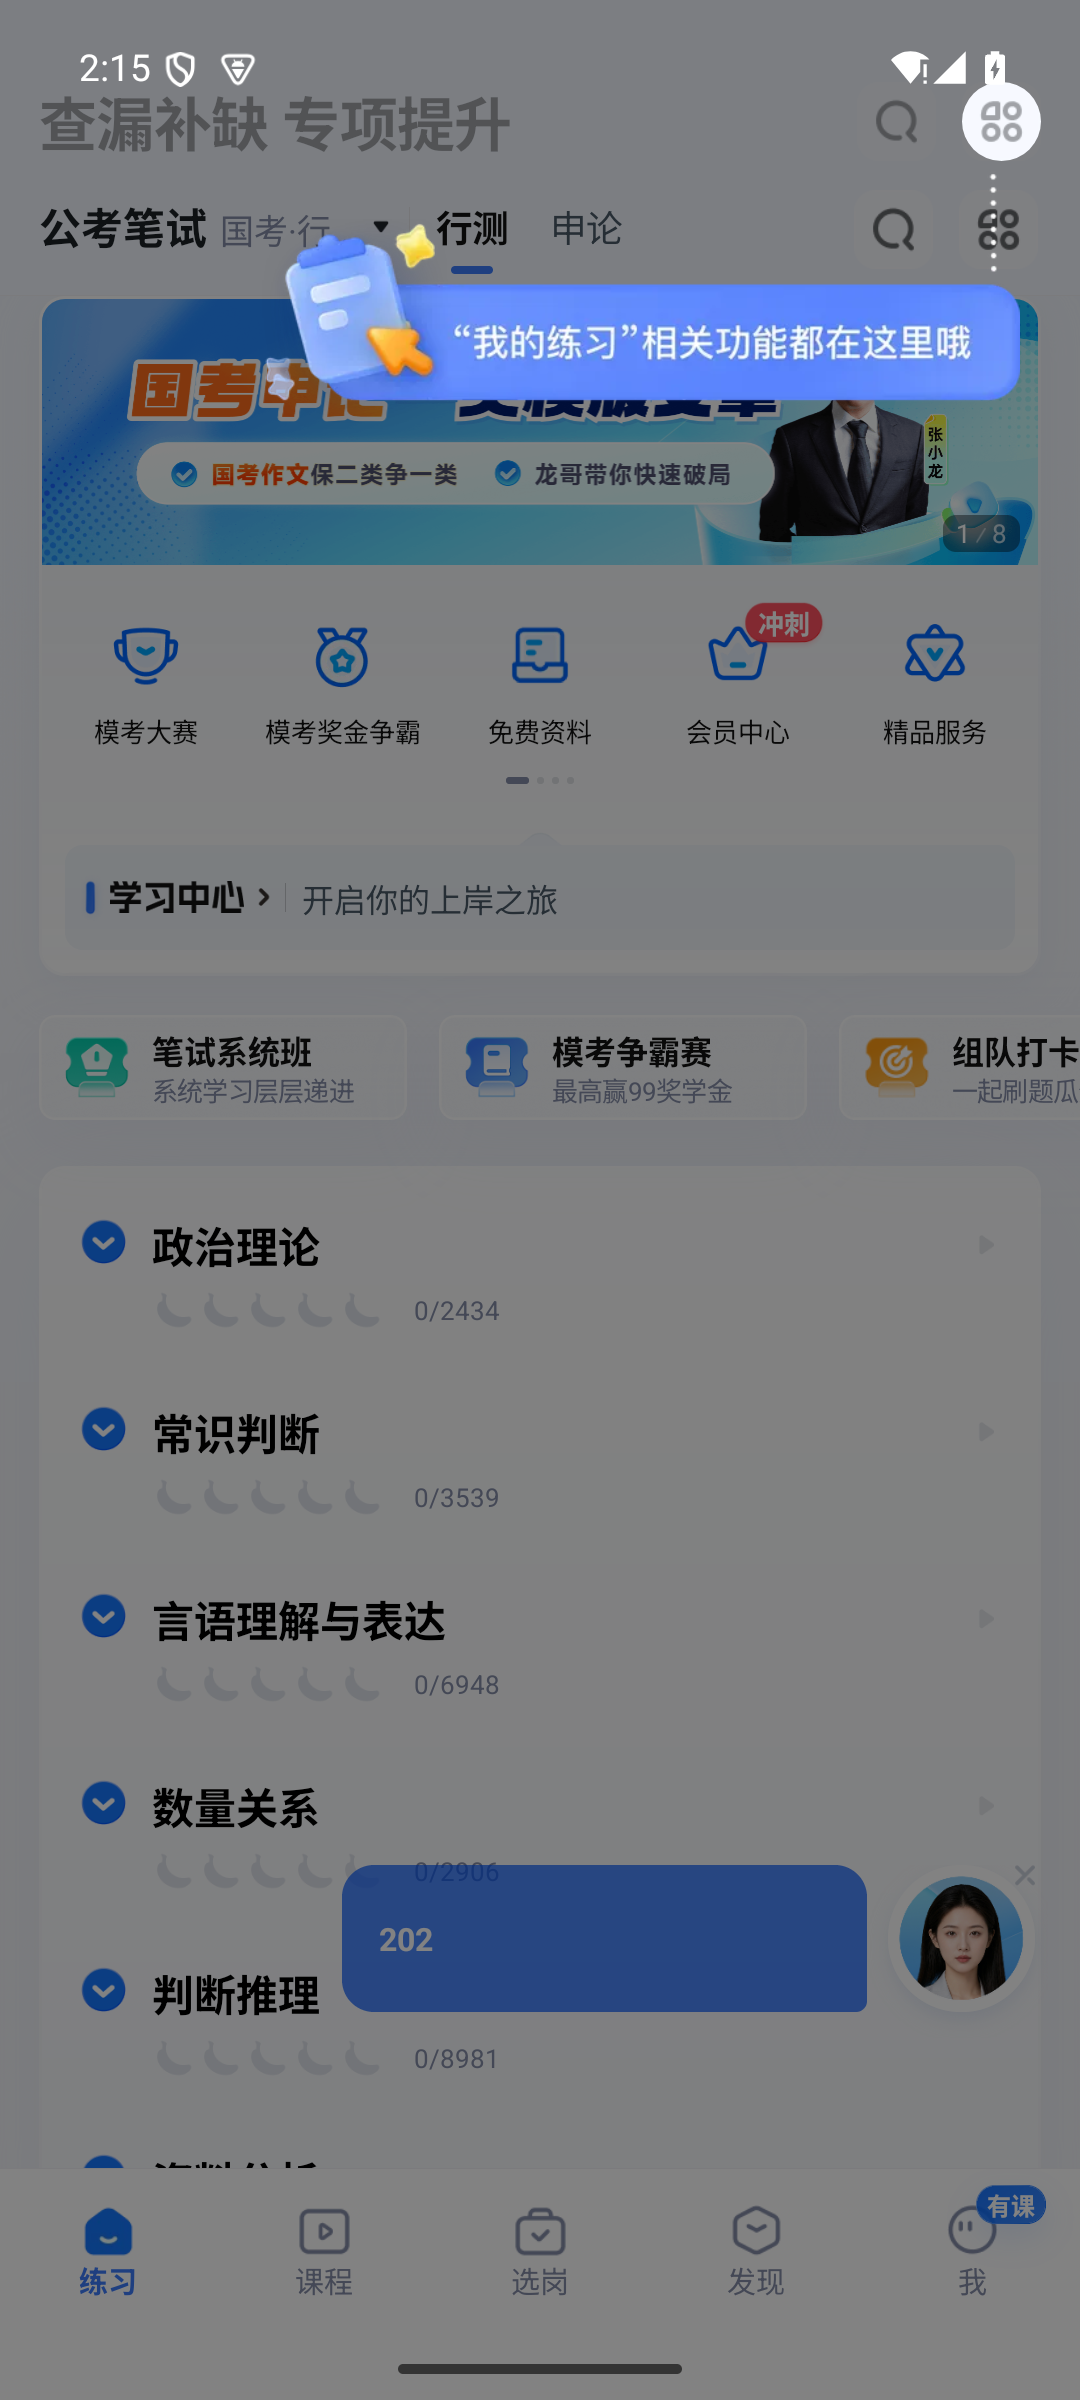 2:15
查漏补缺 专项提升
公考笔试 国考·行 行测 申论
“我的练习”相关功能都在这里哦
国考申论
国考作文保二类争一类 龙哥带你快速破局
张小龙
1/8
冲刺
模考大赛 模考奖金争霸 免费资料 会员中心 精品服务
学习中心 开启你的上岸之旅
笔试系统班 模考争霸赛 组队打卡
系统学习层层递进 最高赢99奖学金 一起刷题瓜
政治理论
0/2434
常识判断
0/3539
言语理解与表达
0/6948
数量关系
0/2906
202
判断推理
0/8981
资料分析
有课
练习 课程 选岗 发现 我